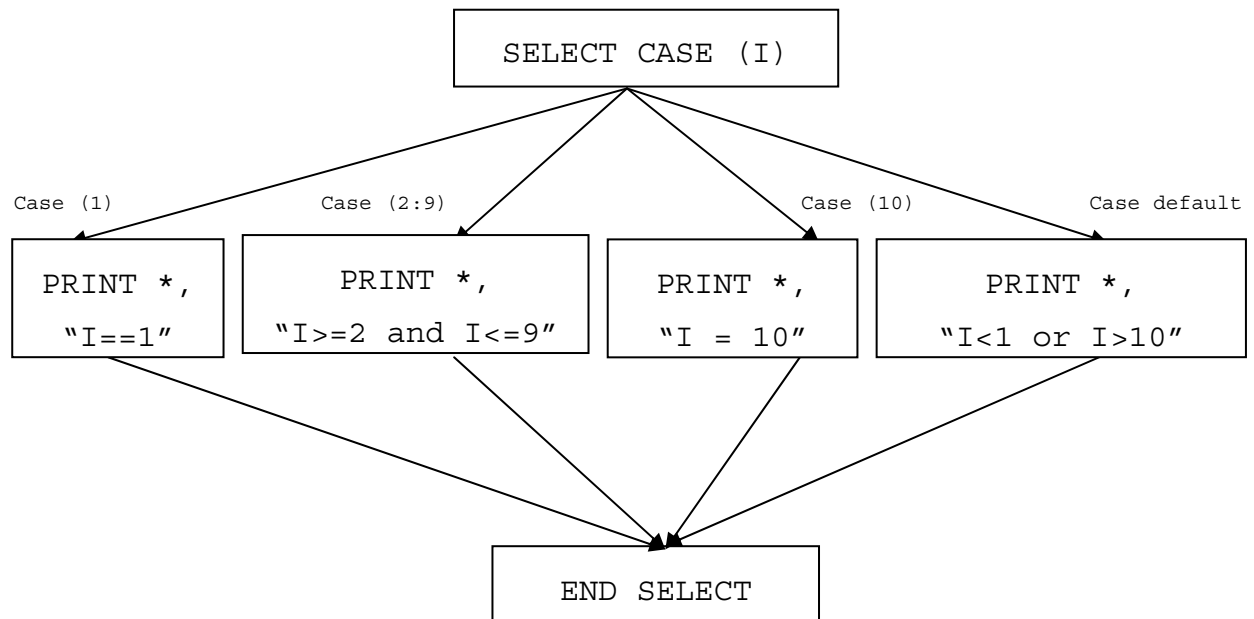 SELECT CASE (I)
Case (1)
Case (2:9)
Case (10)
Case default
PRINT *,
“I==1”
PRINT *,
“I>=2 and I<=9”
PRINT *,
“I = 10”
PRINT *,
“I<1 or I>10”
END SELECT